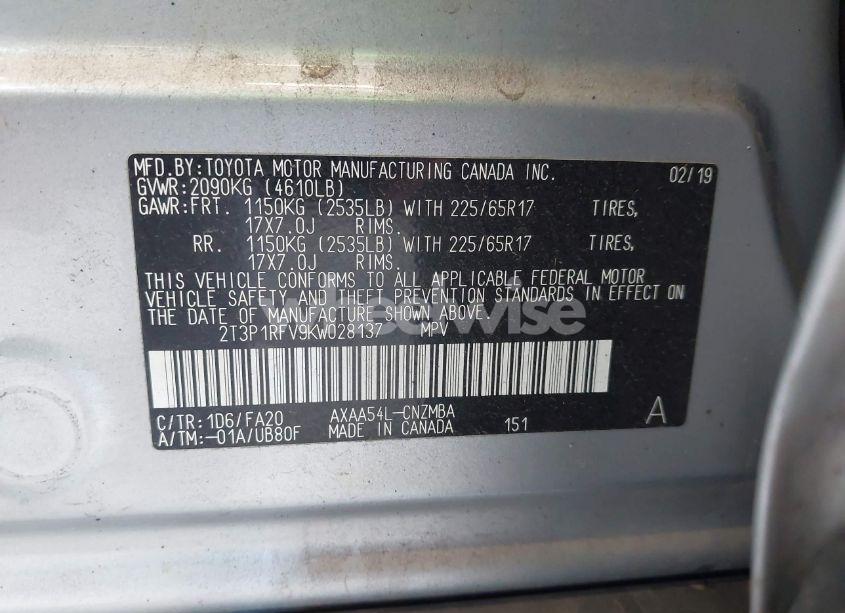 MFD.BY:TOYOTA MOTOR MANUFACTURING CANADA INC. 02/19
GVWR:2090KG (4610LB)
GAWR:FRT. 1150KG (2535LB) WITH 225/65R17 TIRES,
17X7.0J RIMS.
RR. 1150KG (2535LB) WITH 225/65R17 TIRES,
17X7.0J RIMS.
THIS VEHICLE CONFORMS TO ALL APPLICABLE FEDERAL MOTOR
VEHICLE SAFETY AND THEFT PREVENTION STANDARDS IN EFFECT ON
THE DATE OF MANUFACTURE SHOWN ABOVE.
2T3P1RFV9KW028137 MPV
C/TR:1D6/FA20 AXAA54L-CNZMBA A
A/TM:-01A/UB80F MADE IN CANADA 151